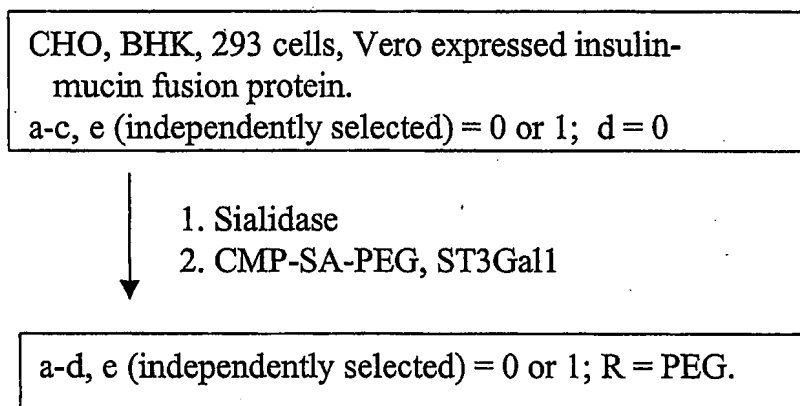 CHO, BHK, 293 cells, Vero expressed insulin-
mucin fusion protein.
a-c, e (independently selected) = 0 or 1; d = 0
1. Sialidase
2. CMP-SA-PEG, ST3Gal1
a-d, e (independently selected) = 0 or 1; R = PEG.